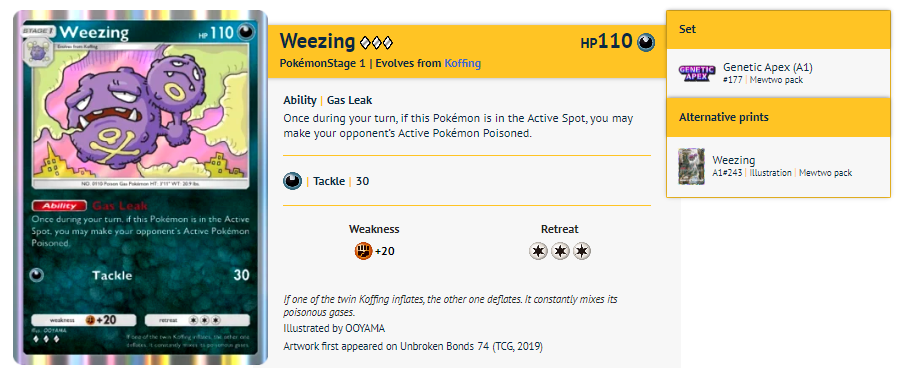 STAGE 1
Weezing
HP 110
Evolves from Koffing
NO. 0110 Poison Gas Pokémon HT: 3'11" WT: 20.9 lbs.
Ability Gas Leak
Once during your turn, if this Pokémon is in the Active
Spot, you may make your opponent's Active Pokémon
Poisoned.
Tackle 30
weakness +20 retreat
Illus. OOYAMA
If one of the twin Koffing inflates, the other one
deflates. It constantly mixes its poisonous gases.
Weezing
HP110
PokémonStage 1 | Evolves from Koffing
Ability | Gas Leak
Once during your turn, if this Pokémon is in the Active Spot, you may
make your opponent's Active Pokémon Poisoned.
| Tackle | 30
Weakness Retreat
+20
If one of the twin Koffing inflates, the other one deflates. It constantly mixes its
poisonous gases.
Illustrated by OOYAMA
Artwork first appeared on Unbroken Bonds 74 (TCG, 2019)
Set
GENETIC
APEX
Genetic Apex (A1)
#177 | Mewtwo pack
Alternative prints
Weezing
A1#243 | Illustration | Mewtwo pack